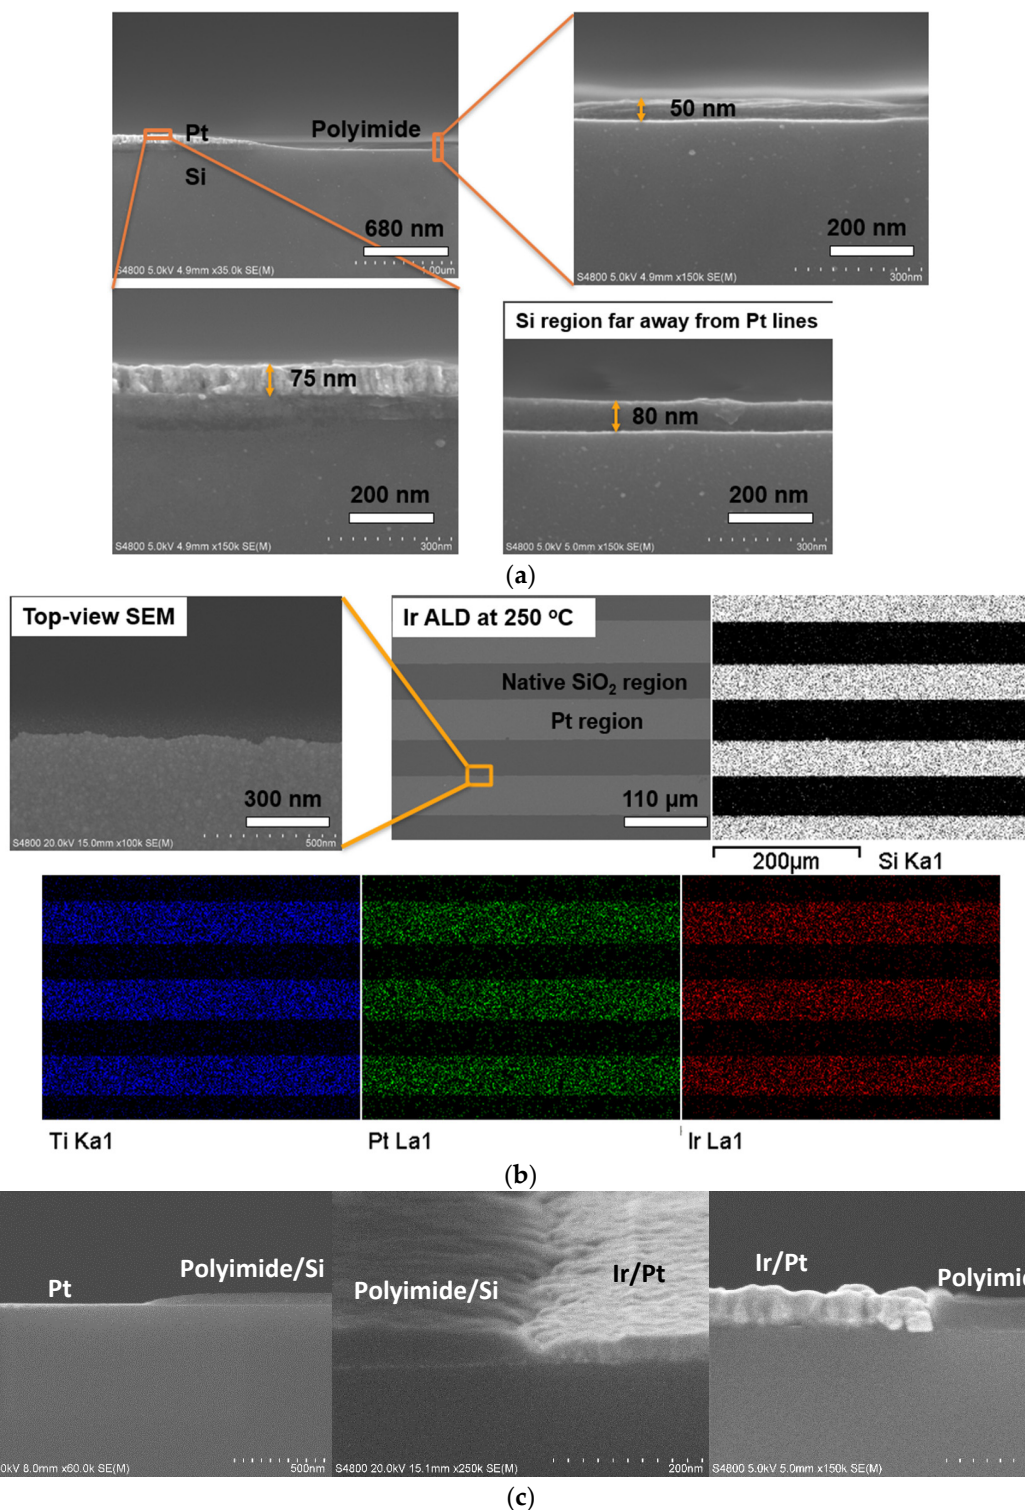 Pt
Polyimide
Si
680 nm
S4800 5.0kV 4.9mm x35.0k SE(M)
1.00um
50 nm
200 nm
S4800 5.0kV 4.9mm x150k SE(M)
300nm
75 nm
200 nm
S4800 5.0kV 4.9mm x150k SE(M)
300nm
Si region far away from Pt lines
80 nm
200 nm
S4800 5.0kV 5.0mm x150k SE(M)
300nm
(a)
Top-view SEM
300 nm
S4800 20.0kV 15.0mm x100k SE(M)
500nm
Ir ALD at 250 °C
Native SiO₂ region
Pt region
110 µm
200µm
Si Ka1
Ti Ka1
Pt La1
Ir La1
(b)
Pt
Polyimide/Si
0kV 8.0mm x60.0k SE(M)
500nm
Polyimide/Si
Ir/Pt
S4800 20.0kV 15.1mm x250k SE(M)
200nm
Ir/Pt
Polyimid
S4800 5.0kV 5.0mm x150k SE(M)
(c)